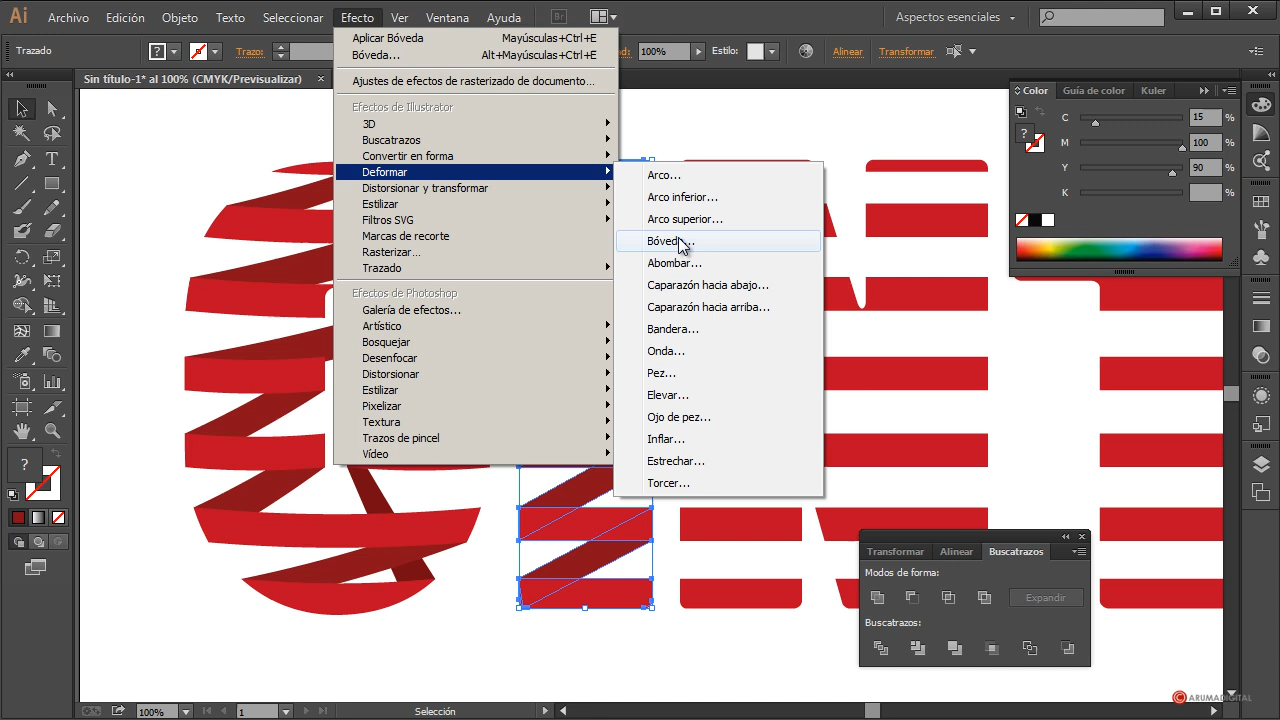 Ai Archivo Edición Objeto Texto Seleccionar Efecto Ver Ventana Ayuda Br Aspectos esenciales
Trazado ? Trazo: 100% Estilo: Alinear Transformar
Sin título-1* al 100% (CMYK/Previsualizar)
Aplicar Bóveda Mayúsculas+Ctrl+E
Bóveda... Alt+Mayúsculas+Ctrl+E
Ajustes de efectos de rasterizado de documento...
Efectos de Illustrator
3D
Buscatrazos
Convertir en forma
Deformar
Distorsionar y transformar
Estilizar
Filtros SVG
Marcas de recorte
Rasterizar...
Trazado
Efectos de Photoshop
Galería de efectos...
Artístico
Bosquejar
Desenfocar
Distorsionar
Estilizar
Pixelizar
Textura
Trazos de pincel
Vídeo
Arco...
Arco inferior...
Arco superior...
Bóveda...
Abombar...
Caparazón hacia abajo...
Caparazón hacia arriba...
Bandera...
Onda...
Pez...
Elevar...
Ojo de pez...
Inflar...
Estrechar...
Torcer...
Color Guía de color Kuler
C 15 %
M 100 %
Y 90 %
K %
?
T
?
Transformar Alinear Buscatrazos
Modos de forma:
Expandir
Buscatrazos:
100% 1 Selección
C ARUMADIGITAL